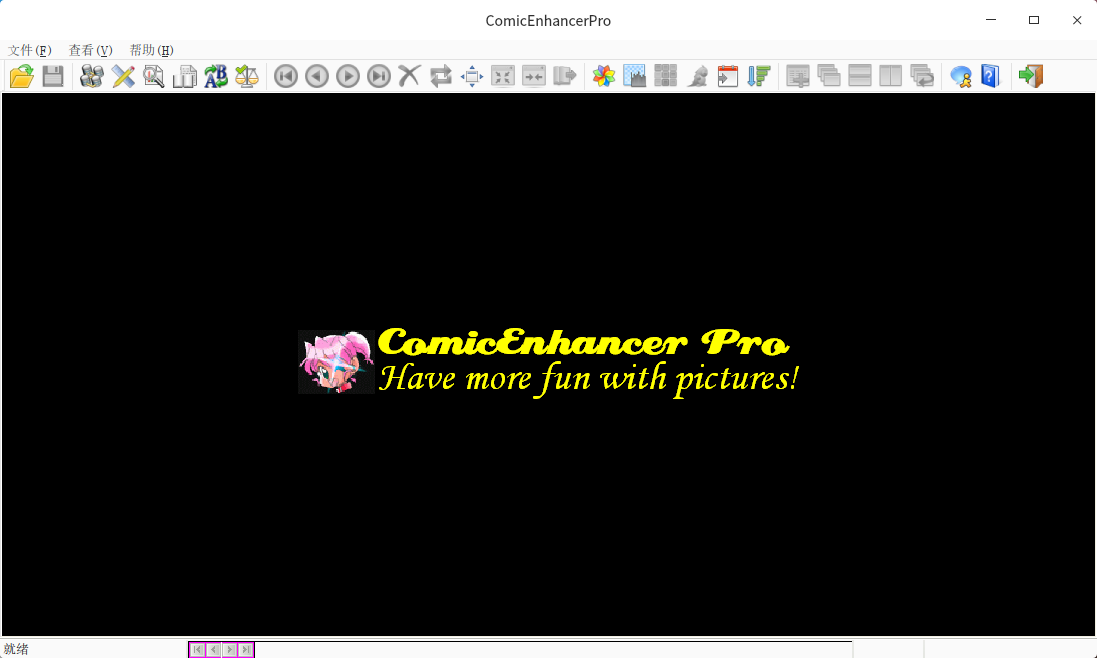 ComicEnhancerPro
文件(F) 查看(V) 帮助(H)
ComicEnhancer Pro
Have more fun with pictures!
就绪